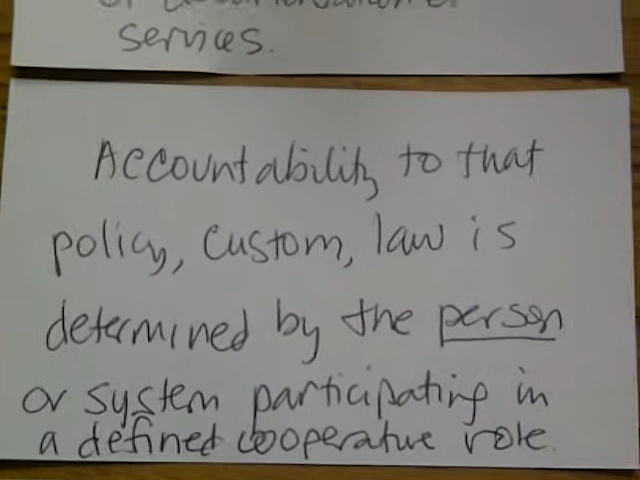 services.
Accountability to that
policy, custom, law is
determined by the person
or system participating in
a defined cooperative role.